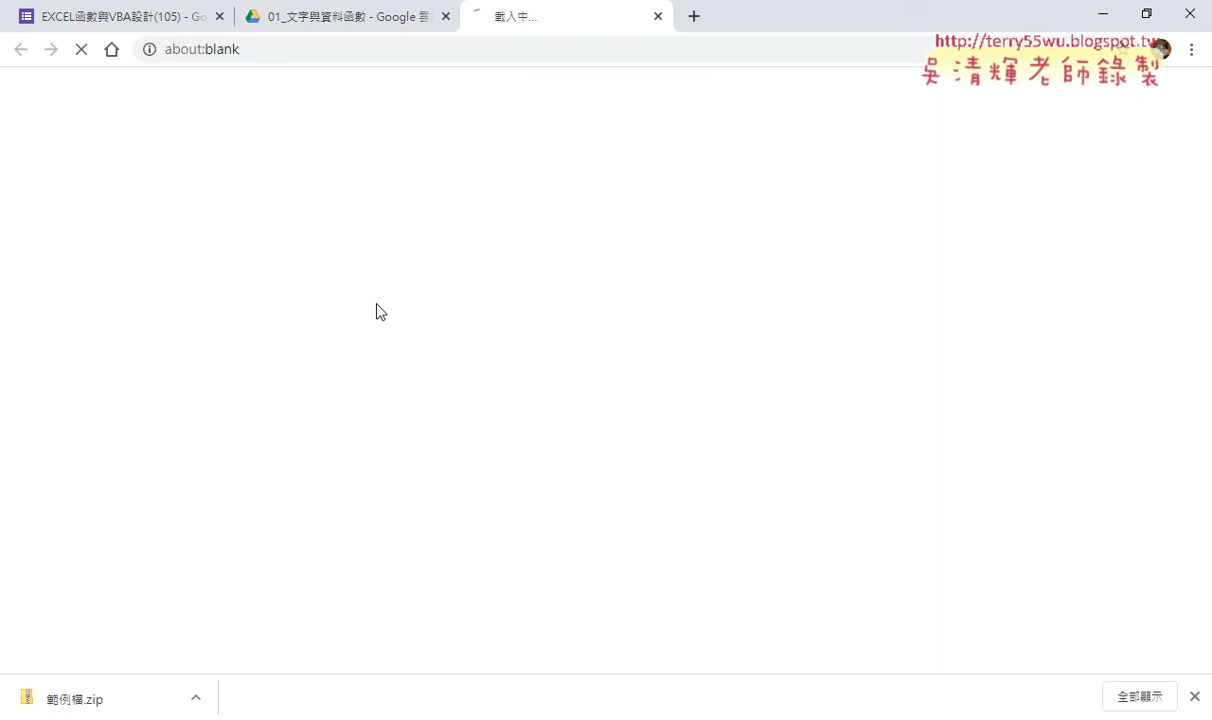 EXCEL函數與VBA設計(105) - Go
01_文字與資料函數 - Google 雲
載入中...
about:blank
http://terry55wu.blogspot.tw
吳清輝老師錄製
範例檔.zip
全部顯示